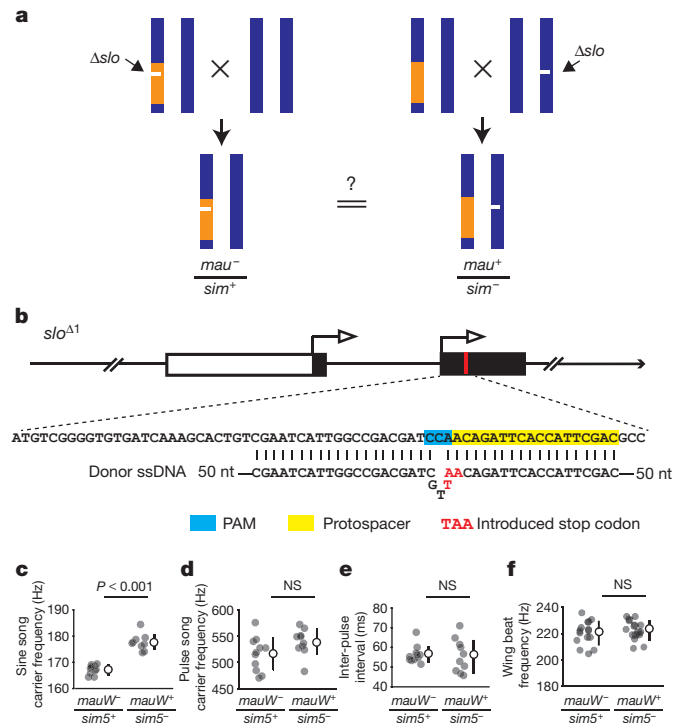 a
Δslo
Δslo
?
mau⁻
sim⁺
mau⁺
sim⁻
b
slo^Δ1
ATGTCGGGGTGTGATCAAAGCACTGTCGAATCATTGGCCGACGATCCAACAGATTCACCATTCGACGCC
Donor ssDNA 50 nt CGAATCATTGGCCGACGATC AACAGATTCACCATTCGAC 50 nt
G T
T
PAM Protospacer TAA Introduced stop codon
c
P < 0.001
Sine song
carrier frequency (Hz)
190
180
170
160
mauW⁻ mauW⁺
sim5⁺ sim5⁻
d
NS
Pulse song
carrier frequency (Hz)
600
550
500
450
mauW⁻ mauW⁺
sim5⁺ sim5⁻
e
NS
Inter-pulse
interval (ms)
80
70
60
50
mauW⁻ mauW⁺
sim5⁺ sim5⁻
f
NS
Wing beat
frequency (Hz)
240
220
200
180
mauW⁻ mauW⁺
sim5⁺ sim5⁻